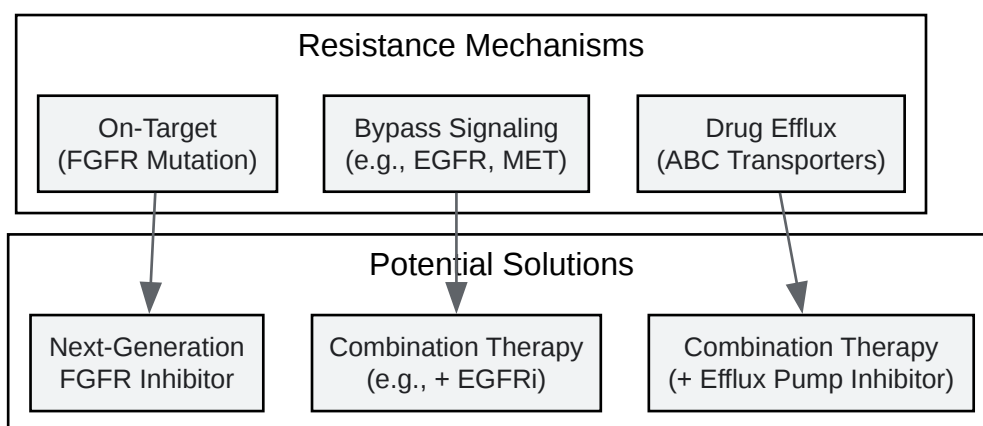 Resistance Mechanisms
On-Target
(FGFR Mutation)
Bypass Signaling
(e.g., EGFR, MET)
Drug Efflux
(ABC Transporters)
Potential Solutions
Next-Generation
FGFR Inhibitor
Combination Therapy
(e.g., + EGFRi)
Combination Therapy
(+ Efflux Pump Inhibitor)